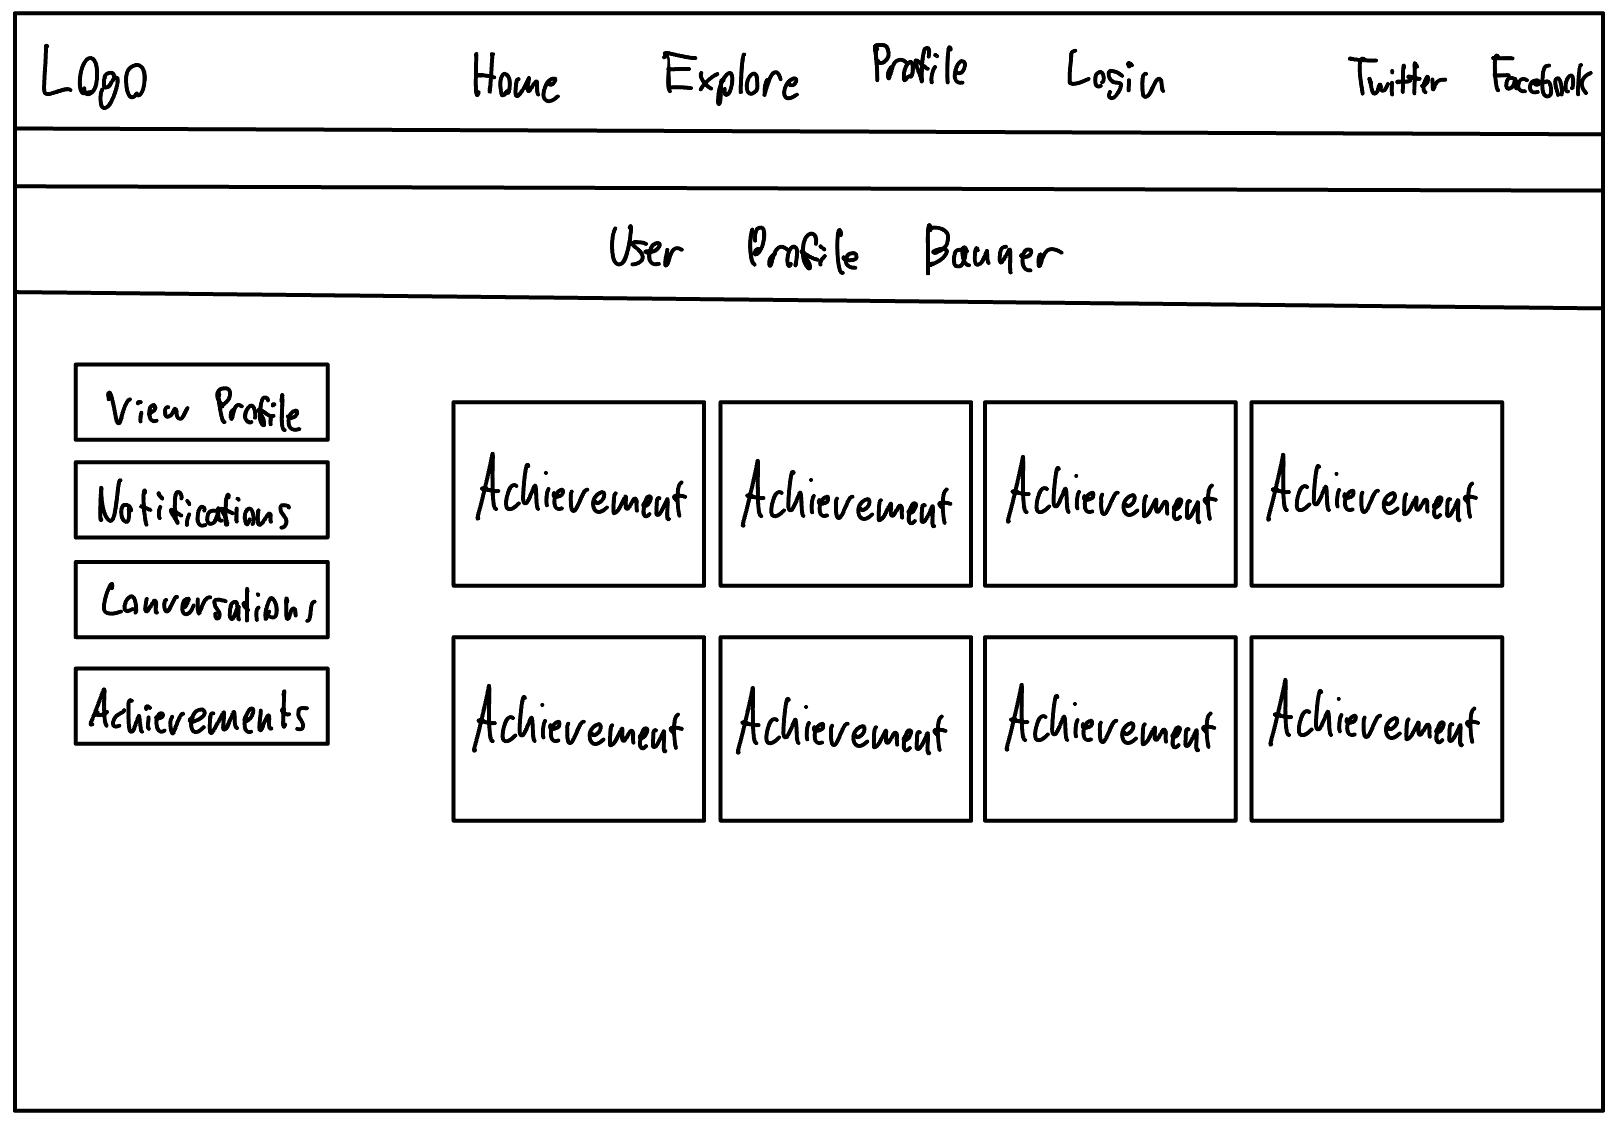 Logo Home Explore Profile Login Twitter Facebook
User Profile Banner
View Profile
Notifications
Conversations
Achievements
Achievement Achievement Achievement Achievement
Achievement Achievement Achievement Achievement